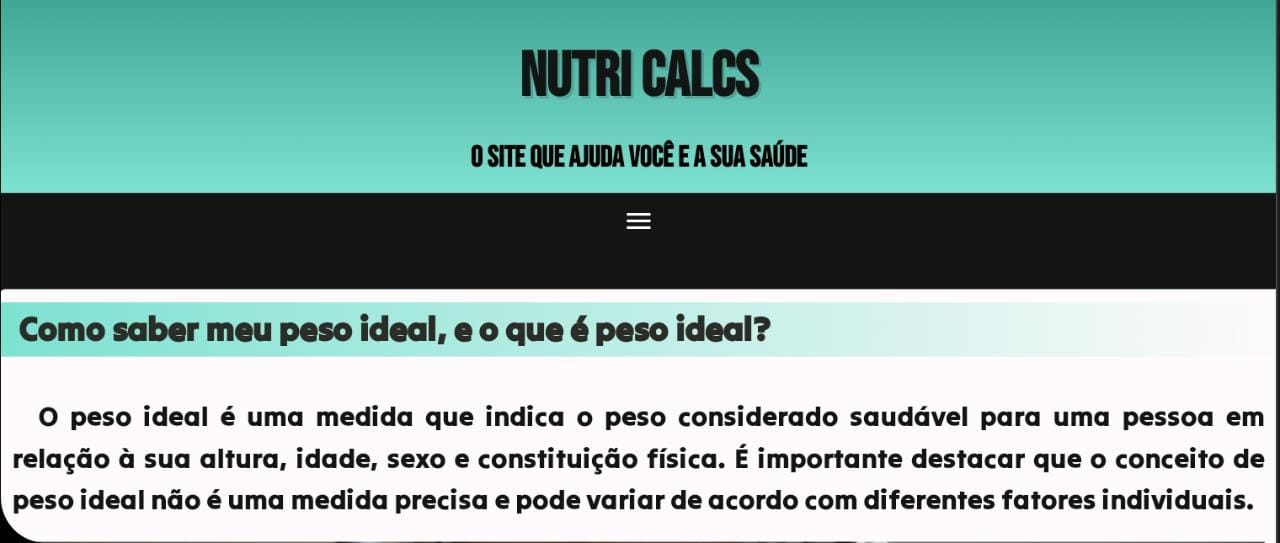 NUTRI CALCS
O SITE QUE AJUDA VOCÊ E A SUA SAÚDE
Como saber meu peso ideal, e o que é peso ideal?
O peso ideal é uma medida que indica o peso considerado saudável para uma pessoa em
relação à sua altura, idade, sexo e constituição física. É importante destacar que o conceito de
peso ideal não é uma medida precisa e pode variar de acordo com diferentes fatores individuais.